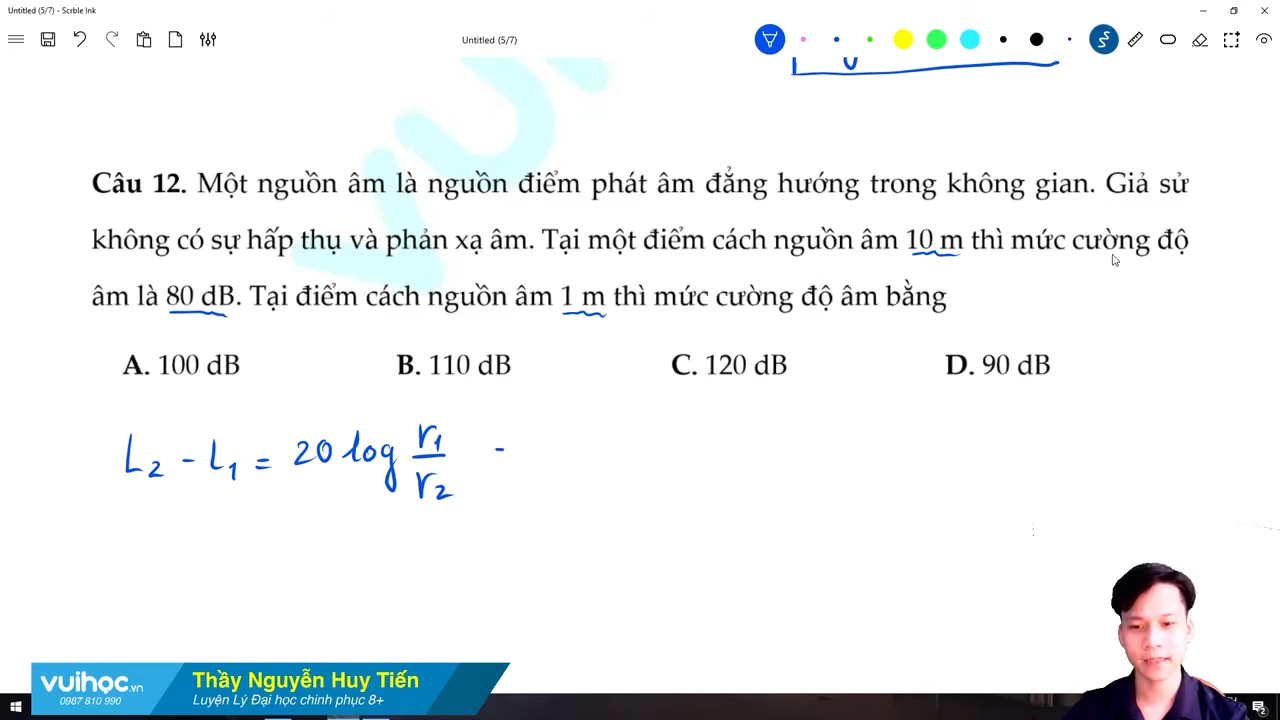 Untitled (5/7) - Scrble Ink
Untitled (5/7)
Câu 12. Một nguồn âm là nguồn điểm phát âm đẳng hướng trong không gian. Giả sử
không có sự hấp thụ và phản xạ âm. Tại một điểm cách nguồn âm 10 m thì mức cường độ
âm là 80 dB. Tại điểm cách nguồn âm 1 m thì mức cường độ âm bằng
A. 100 dB B. 110 dB C. 120 dB D. 90 dB
L₂ - L₁ = 20 log r₁/r₂ -
vuihọc.vn
0987 810 990
Thầy Nguyễn Huy Tiến
Luyện Lý Đại học chinh phục 8+
2